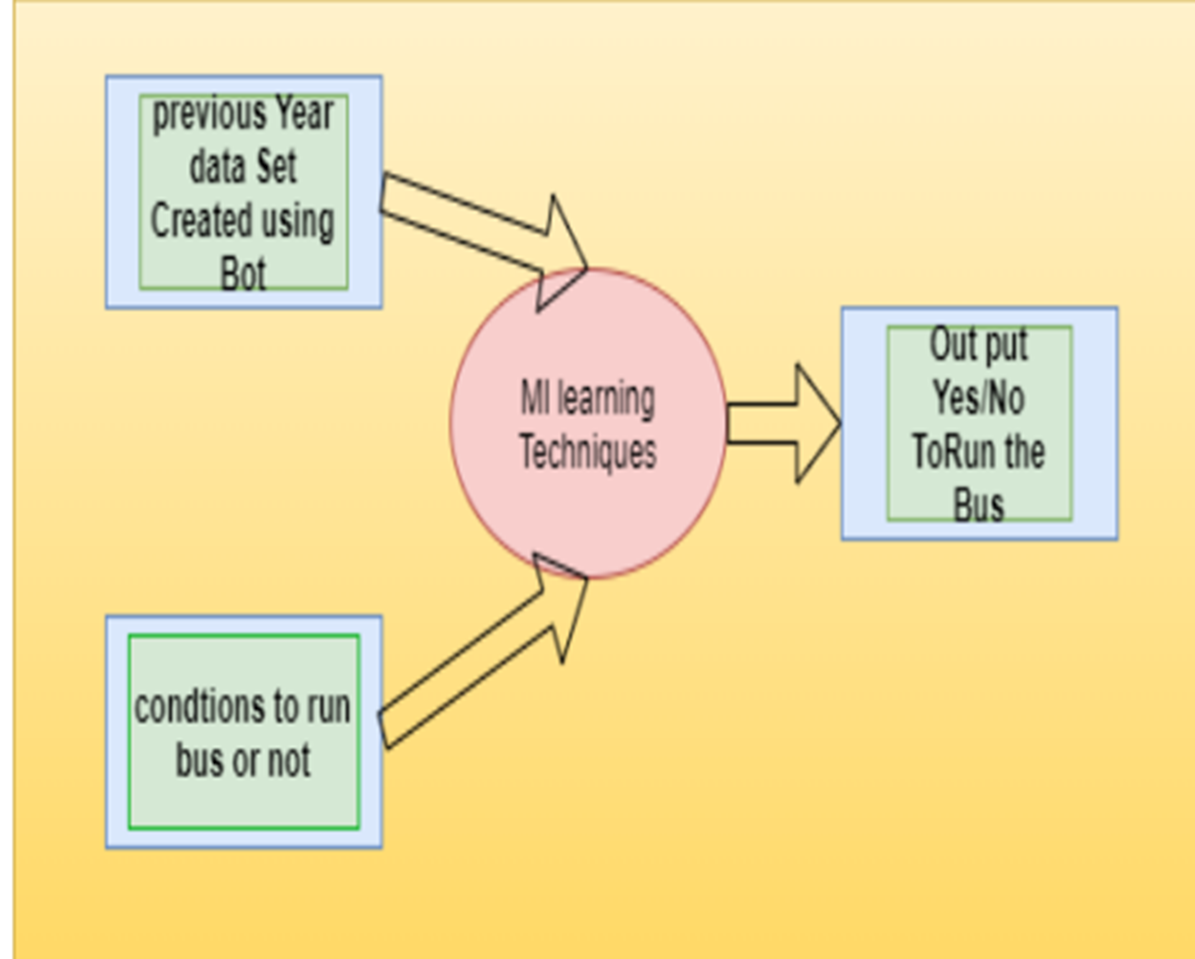 previous Year
data Set
Created using
Bot
MI learning
Techniques
Out put
Yes/No
ToRun the
Bus
condtions to run
bus or not